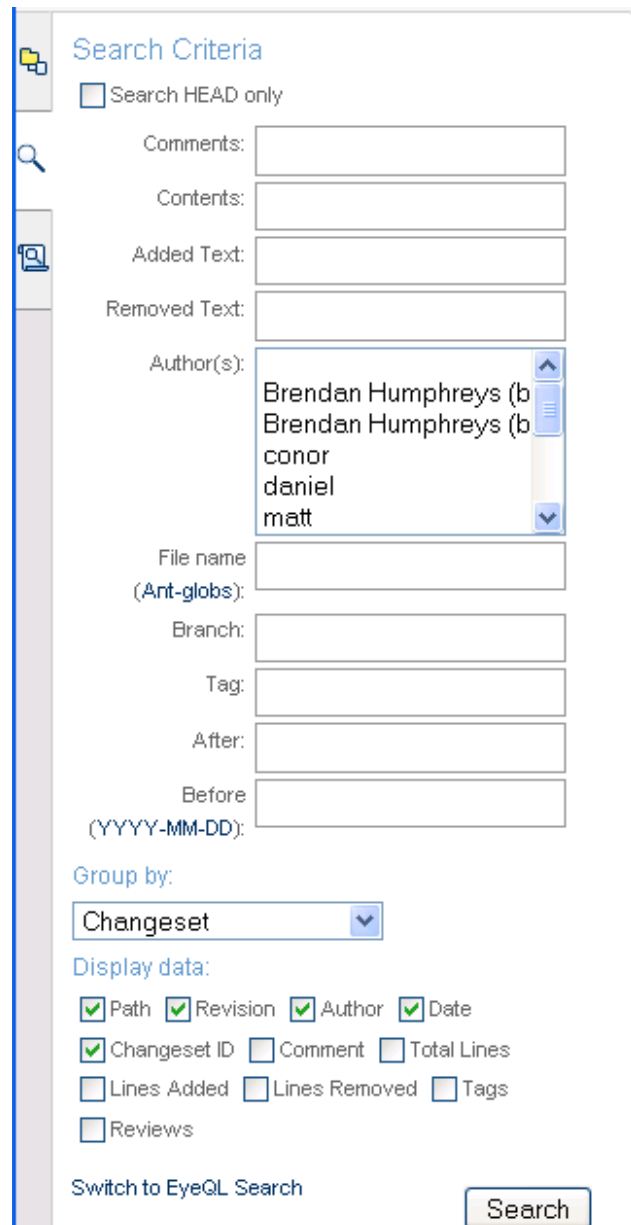 Search Criteria
Search HEAD only
Comments:
Contents:
Added Text:
Removed Text:
Author(s):
Brendan Humphreys (b
Brendan Humphreys (b
conor
daniel
matt
File name
(Ant-globs):
Branch:
Tag:
After:
Before
(YYYY-MM-DD):
Group by:
Changeset
Display data:
Path Revision Author Date
Changeset ID Comment Total Lines
Lines Added Lines Removed Tags
Reviews
Switch to EyeQL Search
Search